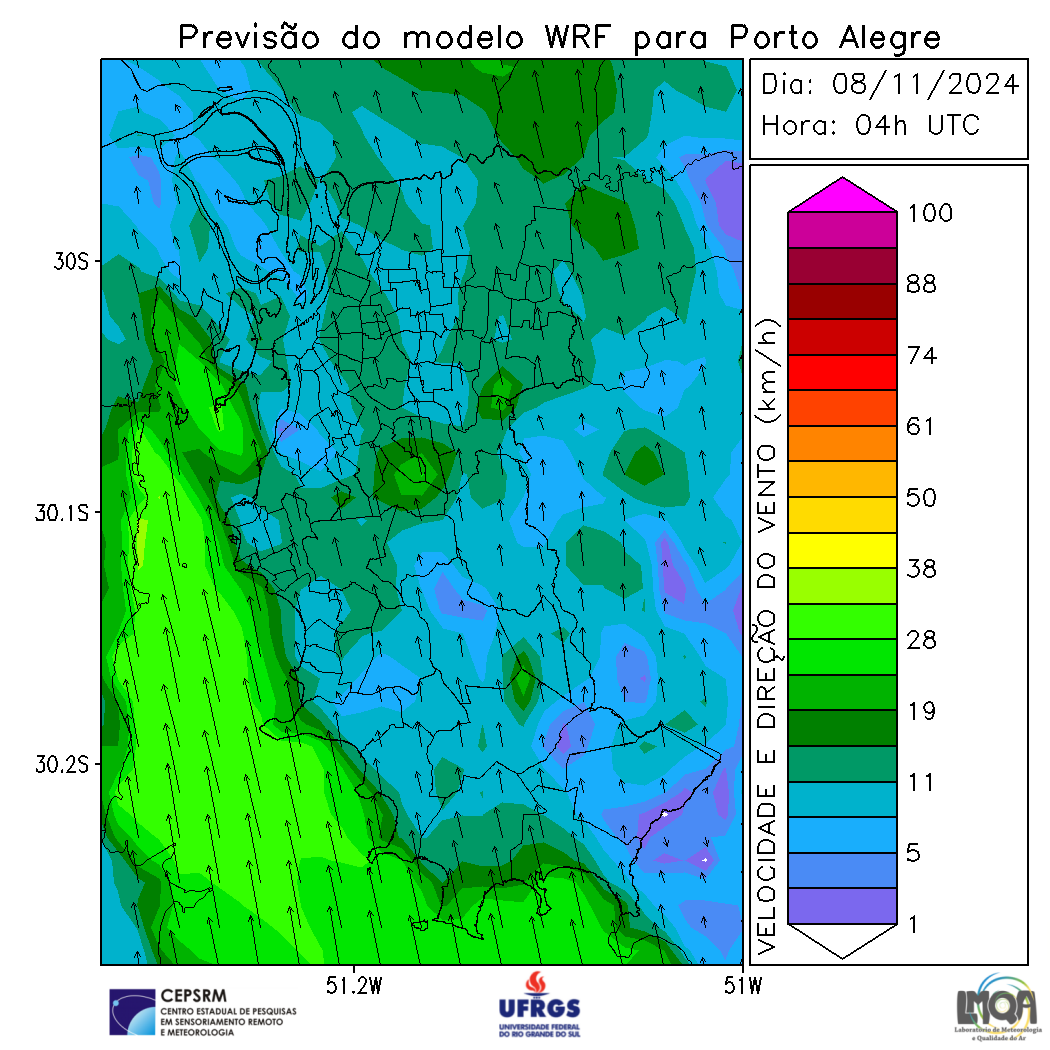 Previsão do modelo WRF para Porto Alegre
Dia: 08/11/2024
Hora: 04h UTC
30S
30.1S
30.2S
51.2W
51W
VELOCIDADE E DIREÇÃO DO VENTO (km/h)
100
88
74
61
50
38
28
19
11
5
1
CEPSRM
CENTRO ESTADUAL DE PESQUISAS
EM SENSORIAMENTO REMOTO
E METEOROLOGIA
UFRGS
UNIVERSIDADE FEDERAL
DO RIO GRANDE DO SUL
LMQA
Laboratório de Meteorologia
e Qualidade do Ar